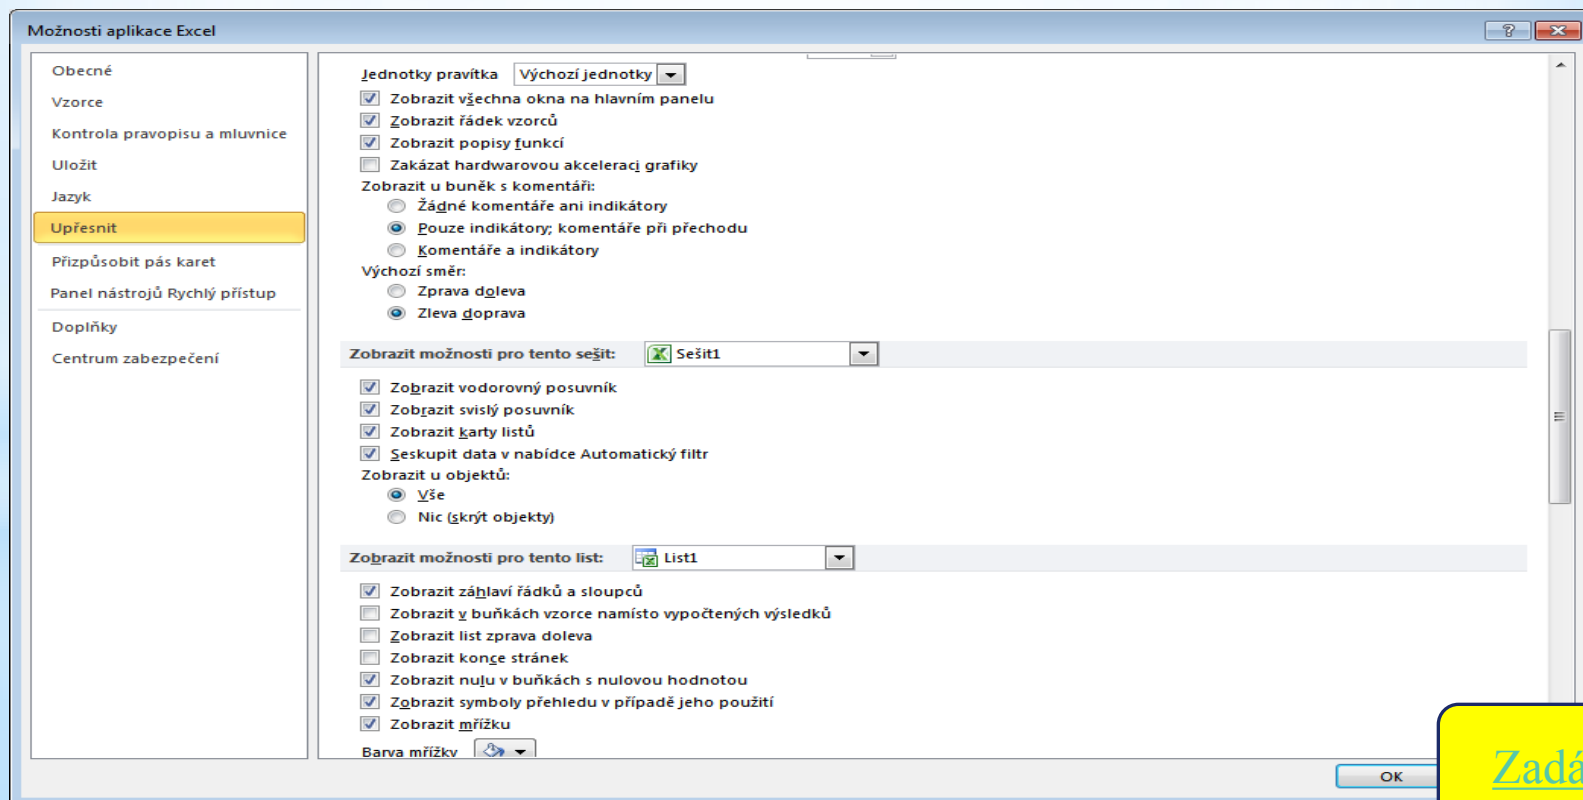 Možnosti aplikace Excel
Obecné
Vzorce
Kontrola pravopisu a mluvnice
Uložit
Jazyk
Upřesnit
Přizpůsobit pás karet
Panel nástrojů Rychlý přístup
Doplňky
Centrum zabezpečení
Jednotky pravítka Výchozí jednotky
Zobrazit všechna okna na hlavním panelu
Zobrazit řádek vzorců
Zobrazit popisy funkcí
Zakázat hardwarovou akceleraci grafiky
Zobrazit u buněk s komentáři:
Žádné komentáře ani indikátory
Pouze indikátory; komentáře při přechodu
Komentáře a indikátory
Výchozí směr:
Zprava doleva
Zleva doprava
Zobrazit možnosti pro tento sešit: Sešit1
Zobrazit vodorovný posuvník
Zobrazit svislý posuvník
Zobrazit karty listů
Seskupit data v nabídce Automatický filtr
Zobrazit u objektů:
Vše
Nic (skrýt objekty)
Zobrazit možnosti pro tento list: List1
Zobrazit záhlaví řádků a sloupců
Zobrazit v buňkách vzorce namísto vypočtených výsledků
Zobrazit list zprava doleva
Zobrazit konce stránek
Zobrazit nulu v buňkách s nulovou hodnotou
Zobrazit symboly přehledu v případě jeho použití
Zobrazit mřížku
Barva mřížky
OK
Zadá